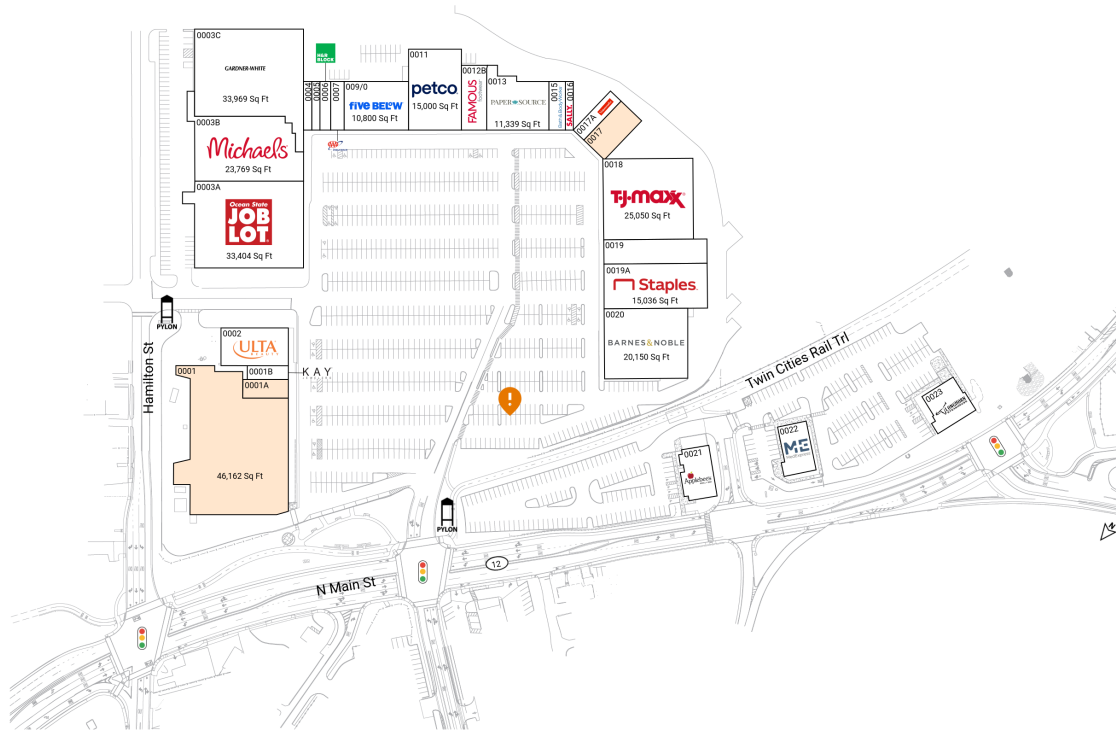 0003C
GARDNER-WHITE
33,969 Sq Ft
0003B
Michaels
23,769 Sq Ft
0003A
Ocean State
JOB
LOT
33,404 Sq Ft
H&R
BLOCK
0004
0005
0006
0007
009/0
five BELOW
10,800 Sq Ft
0011
petco
15,000 Sq Ft
0012B
FAMOUS
footwear
0013
PAPER SOURCE
11,339 Sq Ft
0015
Bath & Body Works
0016
SALLY
0017A
0017
0018
T·J·maxx
25,050 Sq Ft
0019
0019A
Staples
15,036 Sq Ft
0020
BARNES&NOBLE
20,150 Sq Ft
PYLON
Hamilton St
0002
ULTA
BEAUTY
0001
0001B
KAY
0001A
46,162 Sq Ft
!
Twin Cities Rail Trl
0021
Applebee's
0022
ME
0023
PYLON
12
N Main St